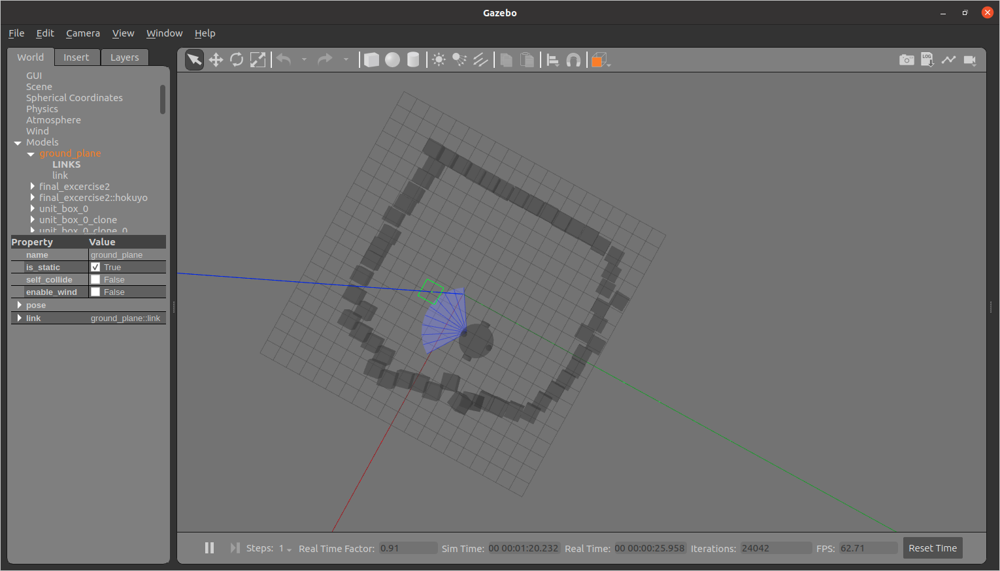 Gazebo
File Edit Camera View Window Help
World Insert Layers
LOG
GUI
Scene
Spherical Coordinates
Physics
Atmosphere
Wind
Models
ground_plane
LINKS
link
final_excercise2
final_excercise2::hokuyo
unit_box_0
unit_box_0_clone
unit_box_0_clone_0
Property Value
name ground_plane
is_static True
self_collide False
enable_wind False
pose
link ground_plane::link
Steps: 1 Real Time Factor: 0.91 Sim Time: 00 00:01:20.232 Real Time: 00 00:00:25.958 Iterations: 24042 FPS: 62.71 Reset Time